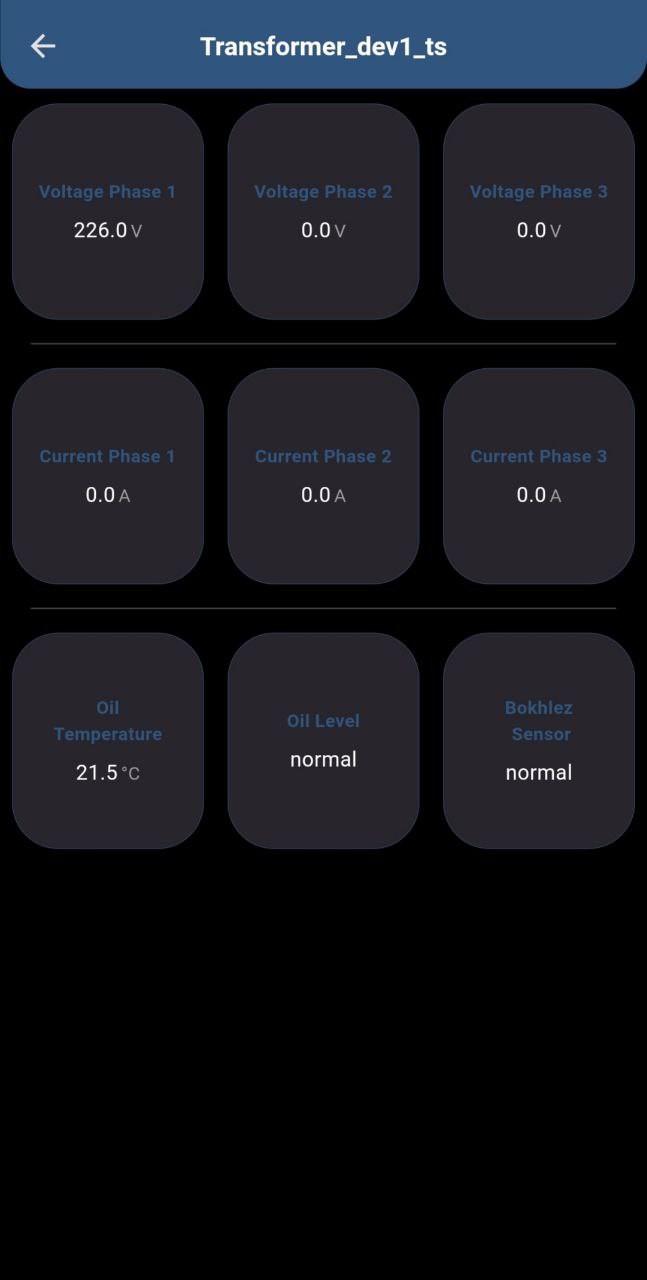 Transformer_dev1_ts
Voltage Phase 1
226.0 V
Voltage Phase 2
0.0 V
Voltage Phase 3
0.0 V
Current Phase 1
0.0 A
Current Phase 2
0.0 A
Current Phase 3
0.0 A
Oil
Temperature
21.5 °C
Oil Level
normal
Bokhlez
Sensor
normal